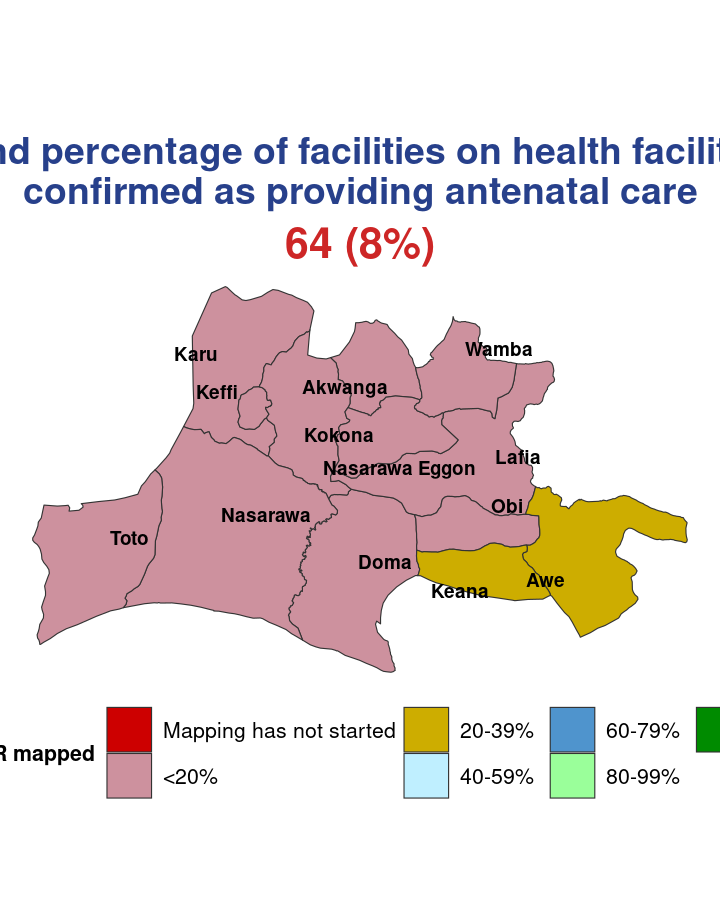 percentage of facilities on health
confirmed as providing antenatal care
64 (8%)
Karu
Wamba
Keffi
Akwanga
Kokona
Lafia
Nasarawa Eggon
Obi
Nasarawa
Toto
Doma
Awe
Keana
Mapping has not started
20-39%
60-79%
mapped
<20%
40-59%
80-99%